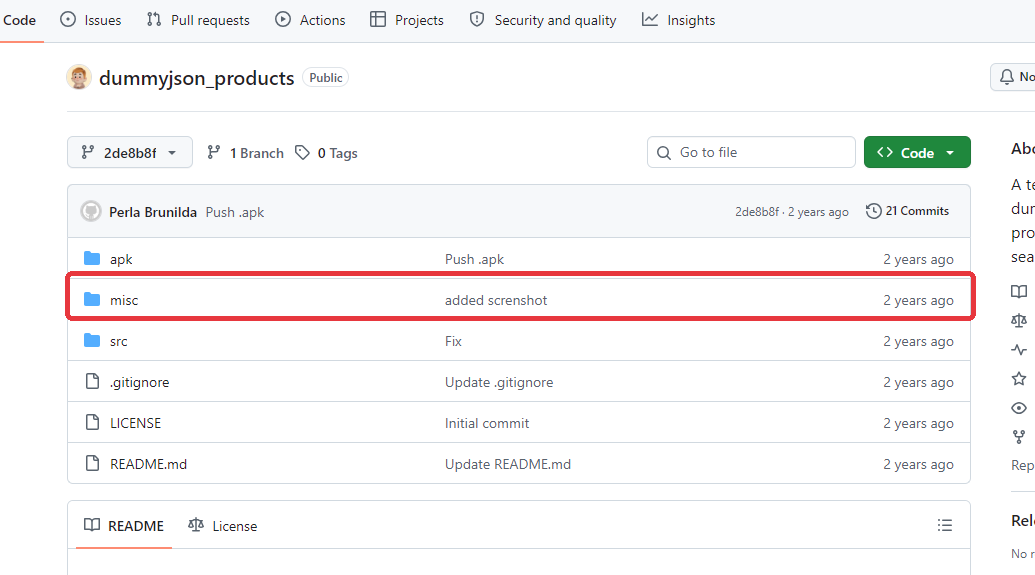 Code Issues Pull requests Actions Projects Security and quality Insights
dummyjson_products Public
No
2de8b8f 1 Branch 0 Tags Go to file Code
Perla Brunilda Push .apk 2de8b8f · 2 years ago 21 Commits
apk Push .apk 2 years ago
misc added screnshot 2 years ago
src Fix 2 years ago
.gitignore Update .gitignore 2 years ago
LICENSE Initial commit 2 years ago
README.md Update README.md 2 years ago
README License
Abo
A te
dum
pro
sea
Rep
Rel
No r